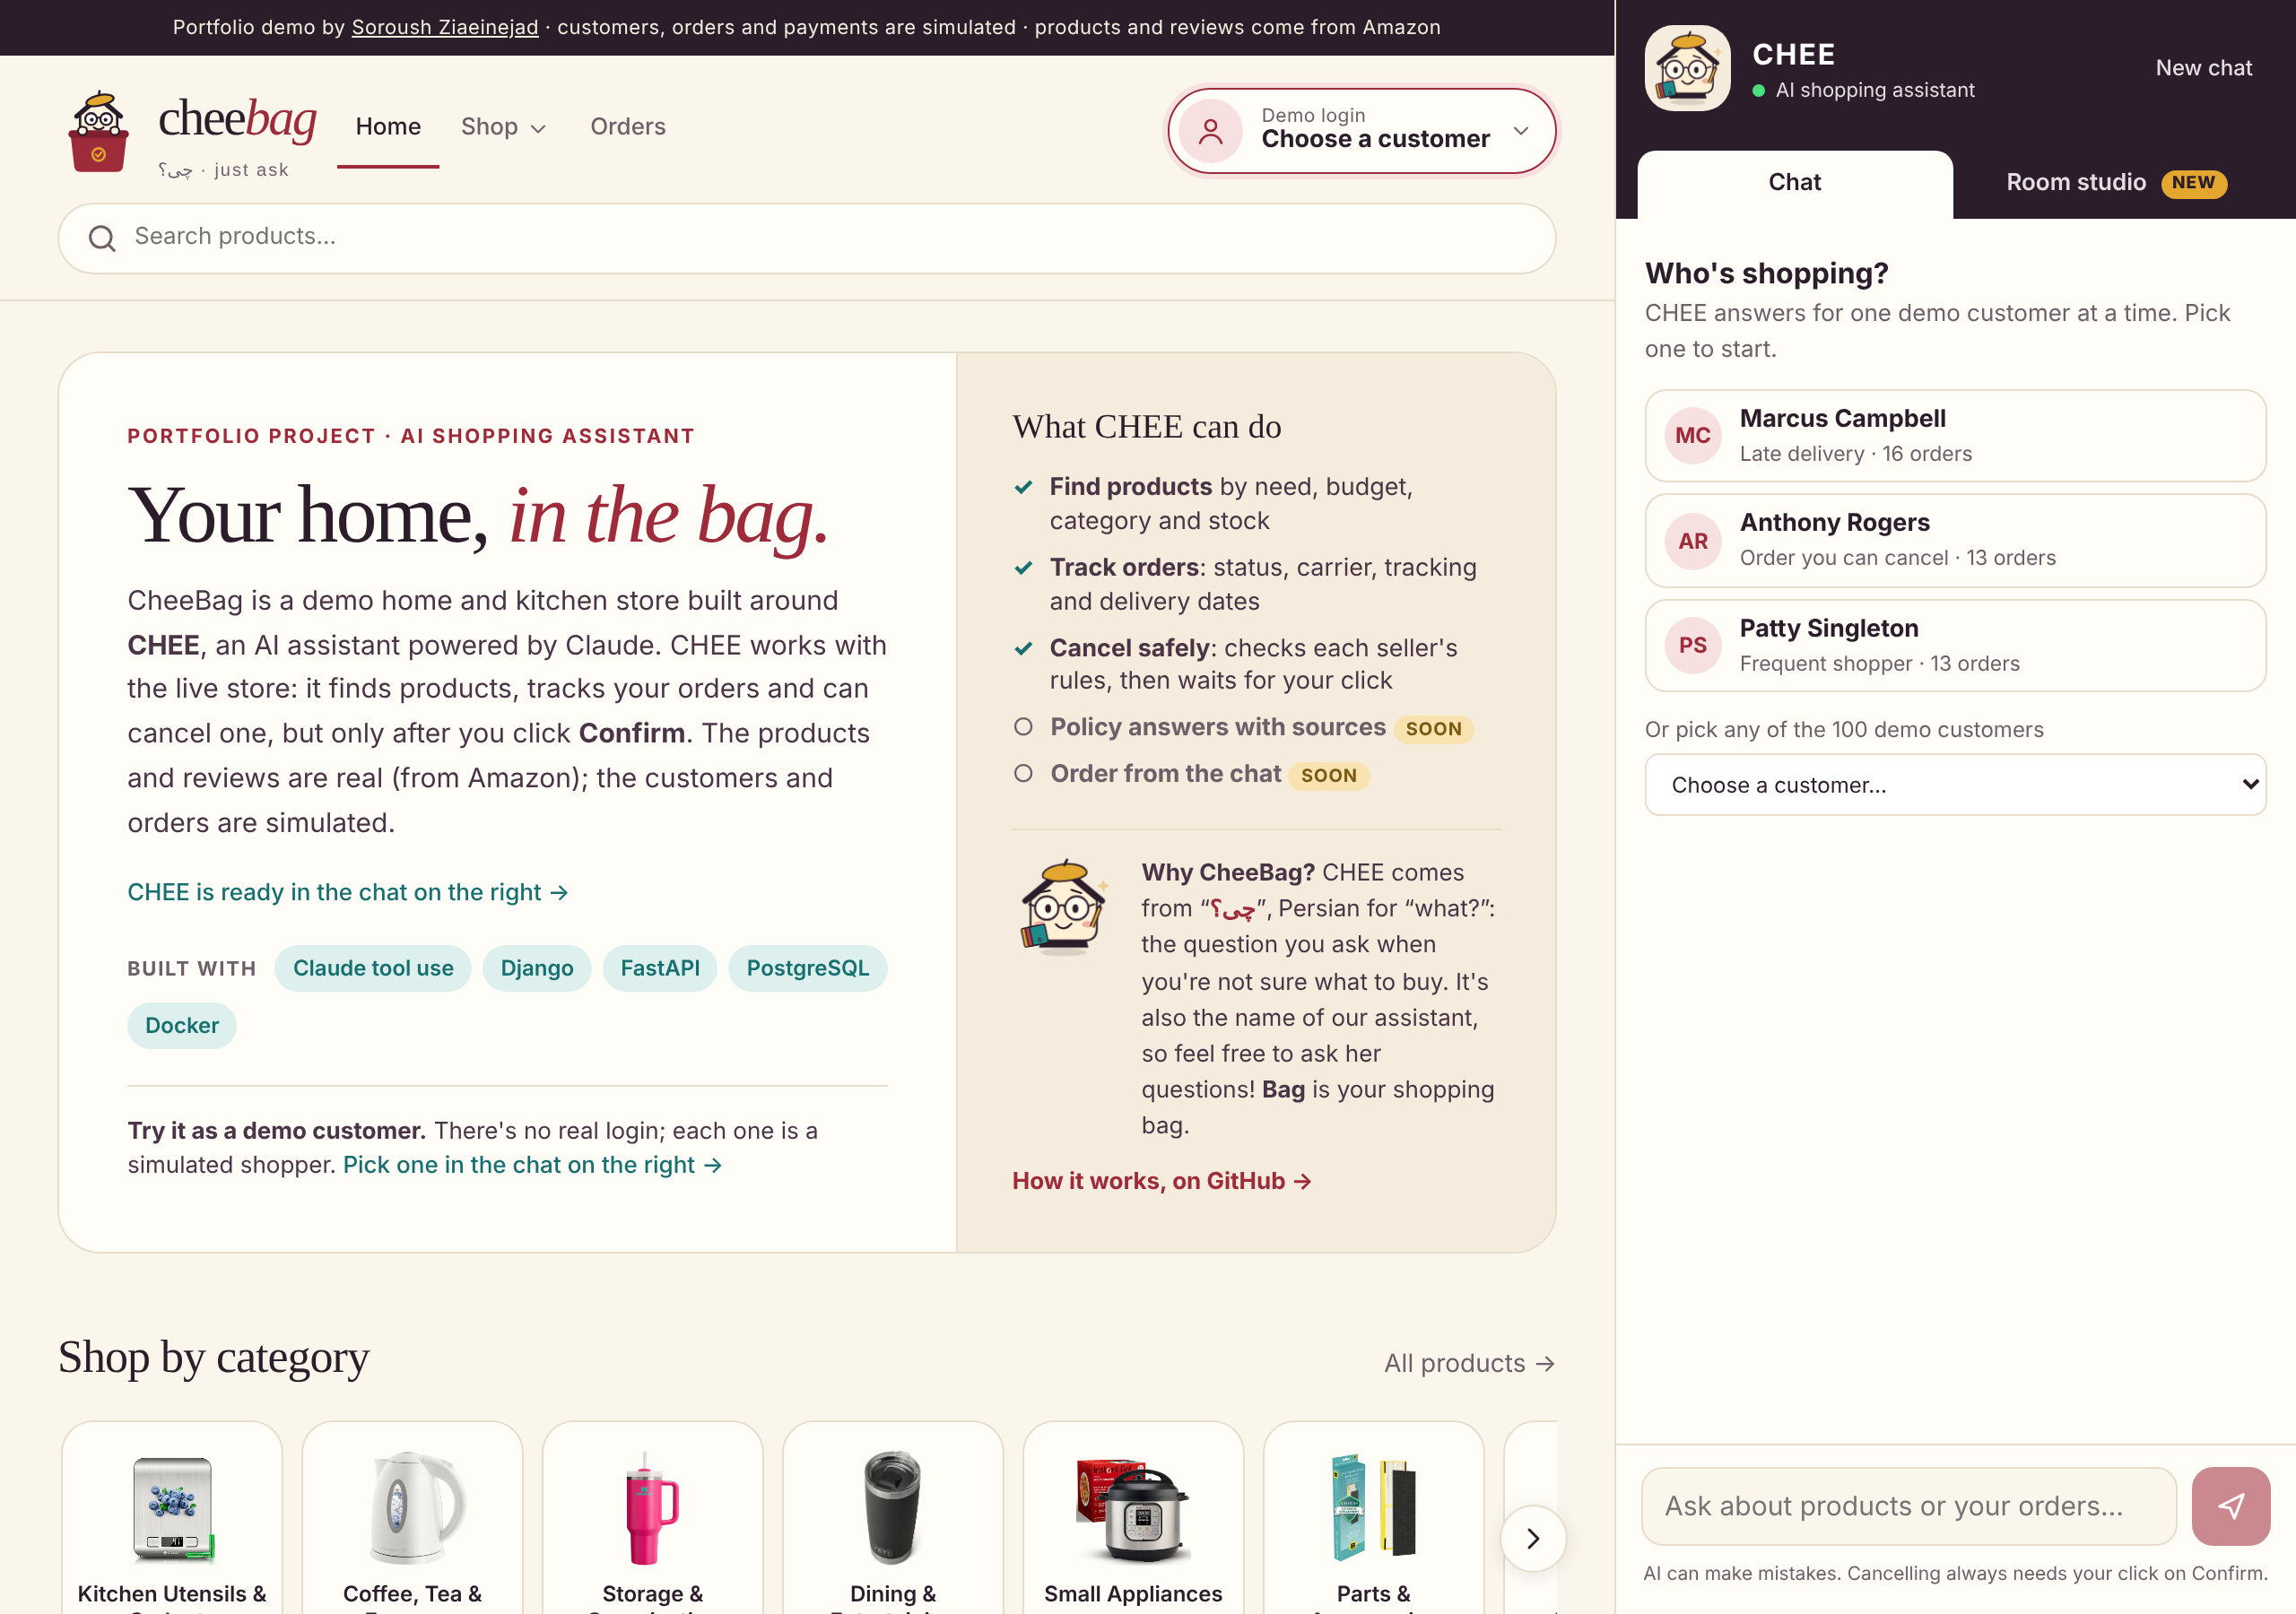 Portfolio demo by Soroush Ziaeinejad · customers, orders and payments are simulated · products and reviews come from Amazon
cheebag
چی؟ · just ask
Home
Shop
Orders
Demo login
Choose a customer
Search products...
PORTFOLIO PROJECT · AI SHOPPING ASSISTANT
Your home, in the bag.
CheeBag is a demo home and kitchen store built around
CHEE, an AI assistant powered by Claude. CHEE works with
the live store: it finds products, tracks your orders and can
cancel one, but only after you click Confirm. The products
and reviews are real (from Amazon); the customers and
orders are simulated.
CHEE is ready in the chat on the right →
BUILT WITH
Claude tool use
Django
FastAPI
PostgreSQL
Docker
Try it as a demo customer. There's no real login; each one is a
simulated shopper. Pick one in the chat on the right →
What CHEE can do
Find products by need, budget,
category and stock
Track orders: status, carrier, tracking
and delivery dates
Cancel safely: checks each seller's
rules, then waits for your click
Policy answers with sources SOON
Order from the chat SOON
Why CheeBag? CHEE comes
from “چی؟”, Persian for “what?”:
the question you ask when
you're not sure what to buy. It's
also the name of our assistant,
so feel free to ask her
questions! Bag is your shopping
bag.
How it works, on GitHub →
Shop by category
All products →
Kitchen Utensils &
Coffee, Tea &
Storage &
Dining &
Small Appliances
Parts &
CHEE
AI shopping assistant
New chat
Chat
Room studio NEW
Who's shopping?
CHEE answers for one demo customer at a time. Pick
one to start.
MC
Marcus Campbell
Late delivery · 16 orders
AR
Anthony Rogers
Order you can cancel · 13 orders
PS
Patty Singleton
Frequent shopper · 13 orders
Or pick any of the 100 demo customers
Choose a customer...
Ask about products or your orders...
AI can make mistakes. Cancelling always needs your click on Confirm.